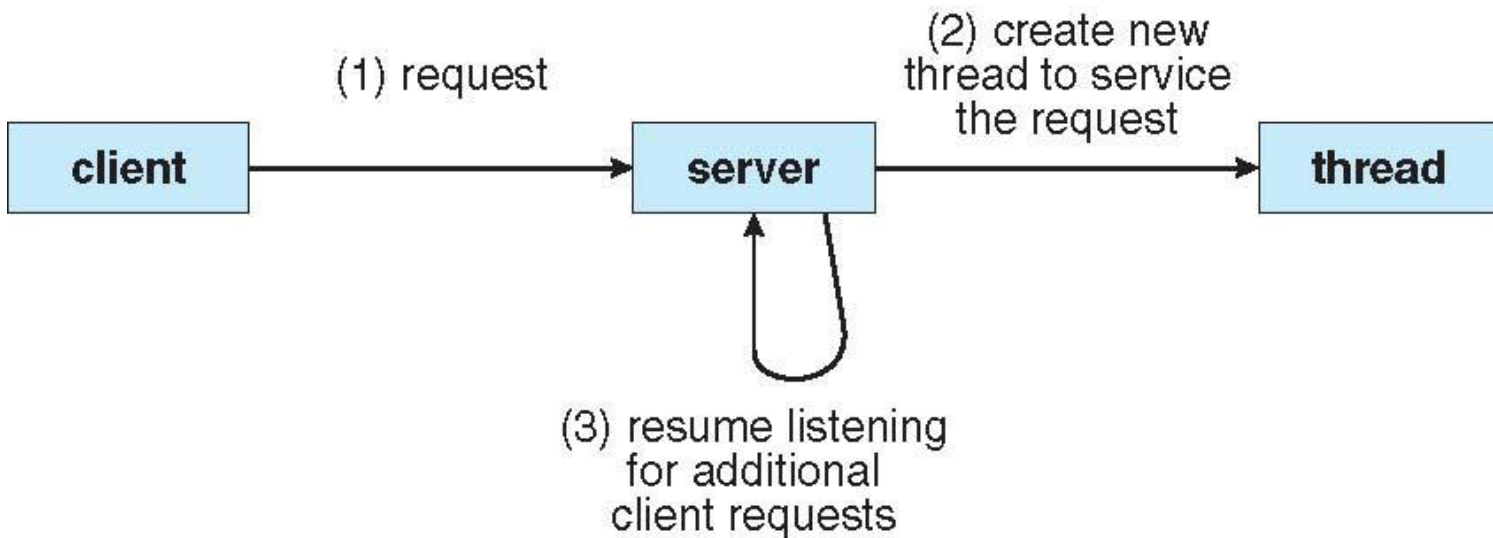 (1) request
(2) create new
thread to service
the request
client
server
thread
(3) resume listening
for additional
client requests